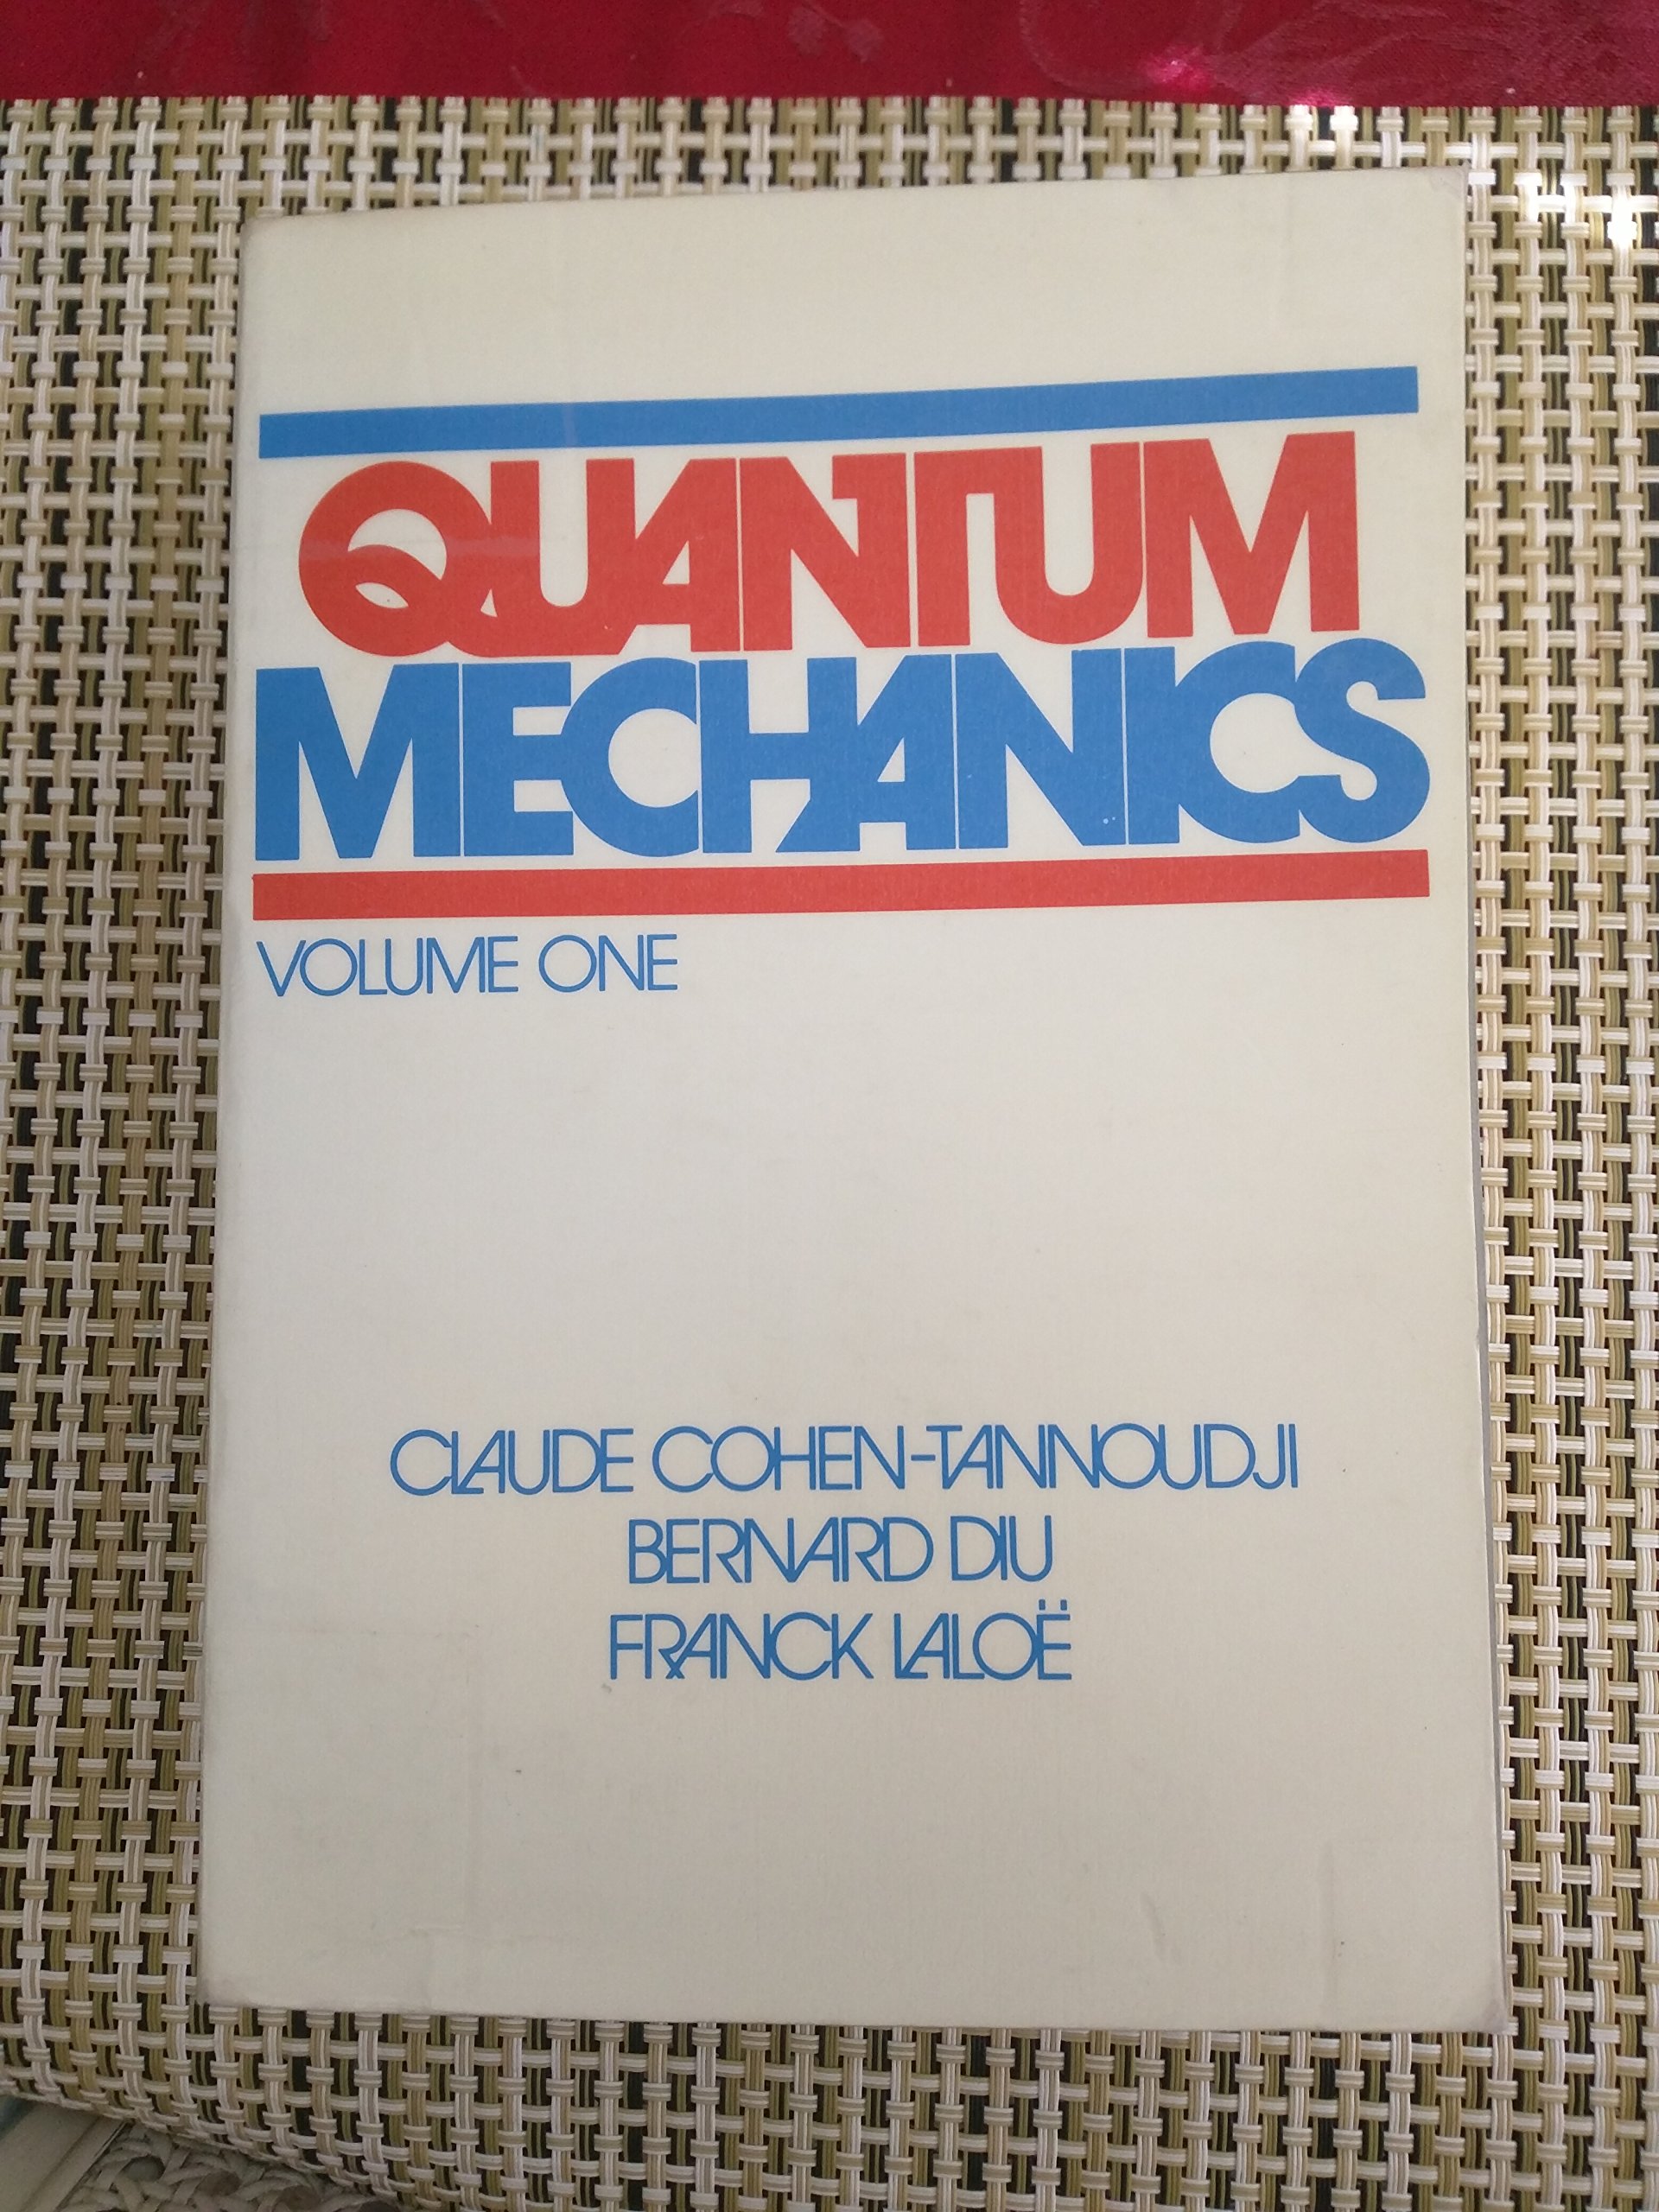 QUANTUM
MECHANICS
VOLUME ONE
CLAUDE COHEN-TANNOUDJI
BERNARD DIU
FRANCK LALOË